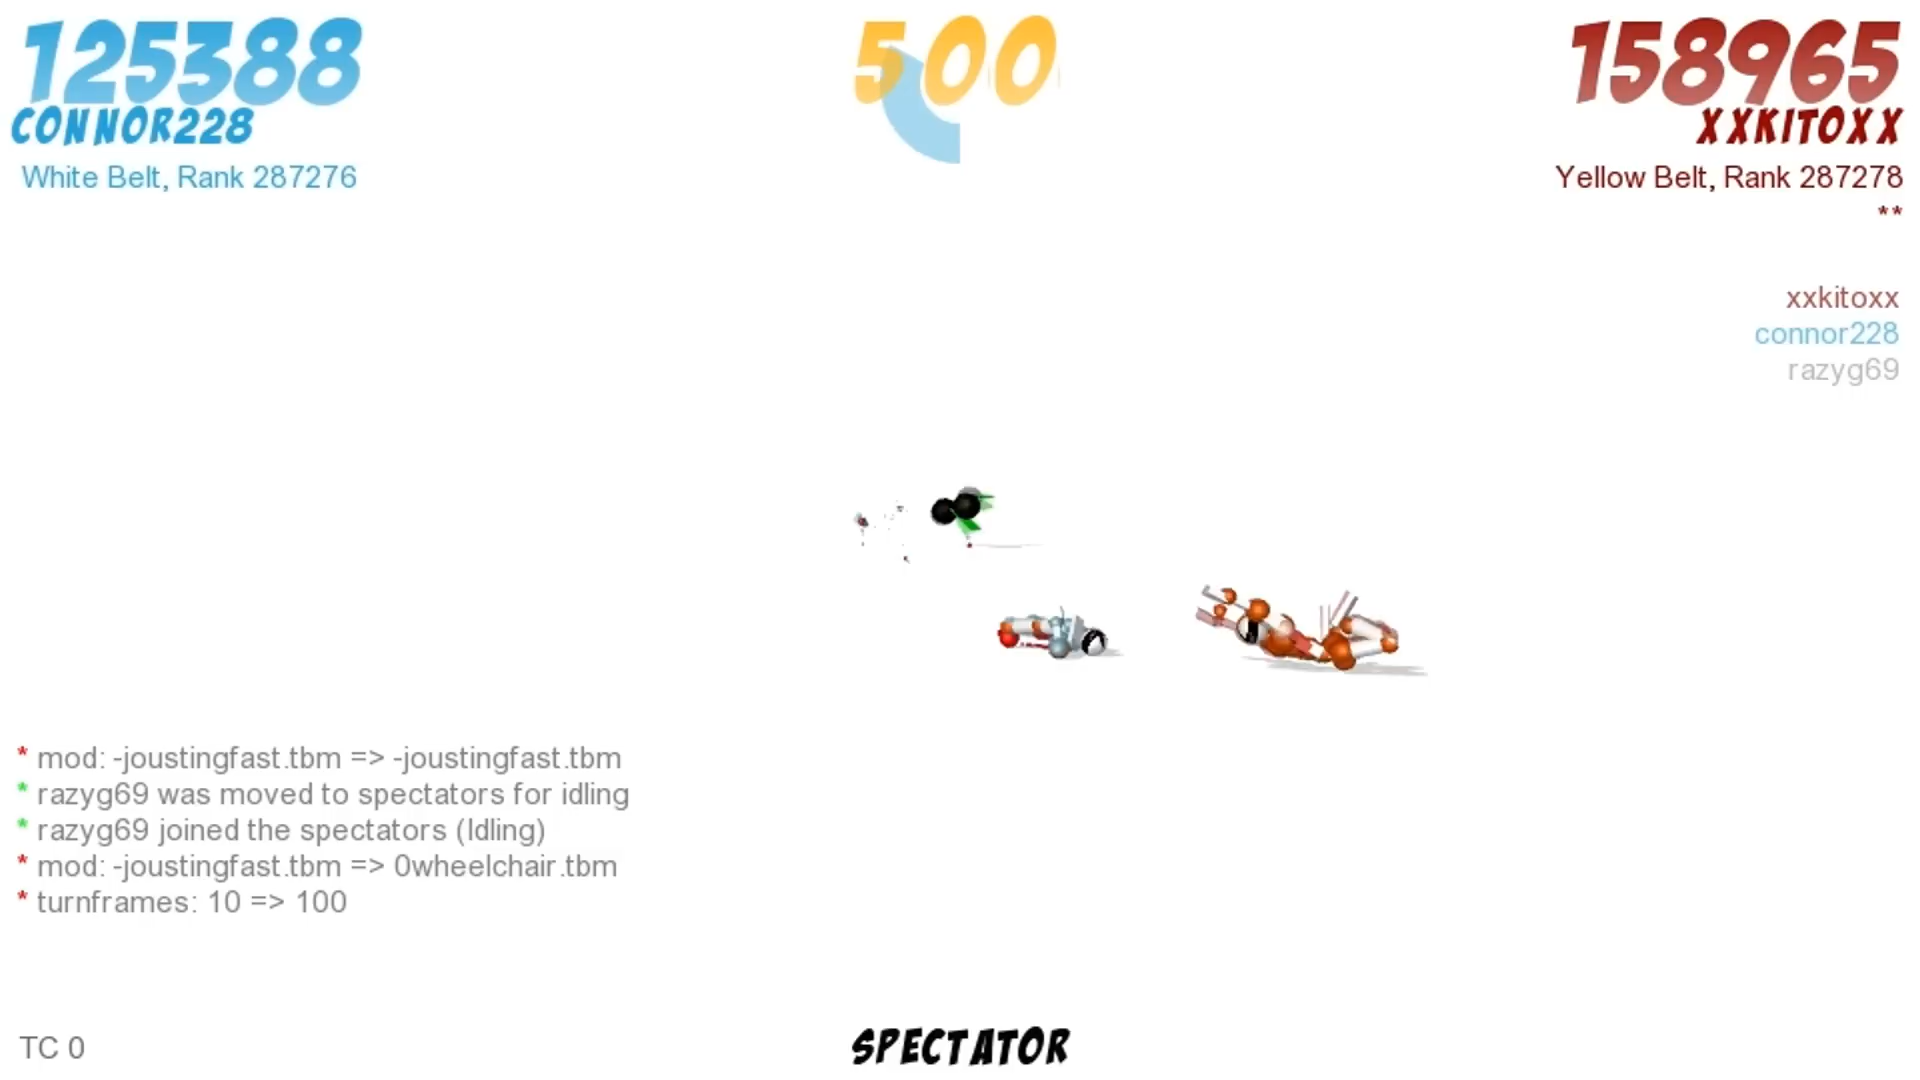 125388
CONNOR228
White Belt, Rank 287276
500
158965
XXKITOXX
Yellow Belt, Rank 287278
**
xxkitoxx
connor228
razyg69
* mod: -joustingfast.tbm => -joustingfast.tbm
* razyg69 was moved to spectators for idling
* razyg69 joined the spectators (Idling)
* mod: -joustingfast.tbm => 0wheelchair.tbm
* turnframes: 10 => 100
TC 0
SPECTATOR